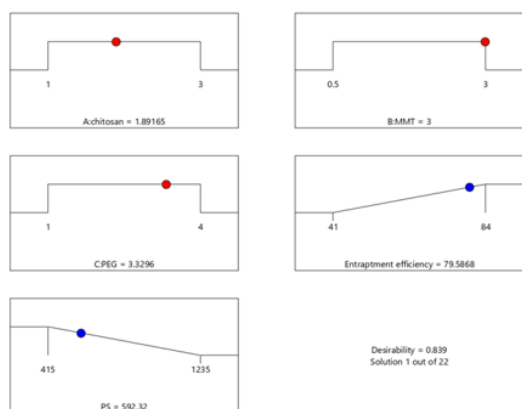 1 3
A:chitosan = 1.89165
0.5 3
B:MMT = 3
1 4
C:PEG = 3.3296
41 84
Entraptment efficiency = 79.5868
415 1235
PS = 592.32
Desirability = 0.839
Solution 1 out of 22